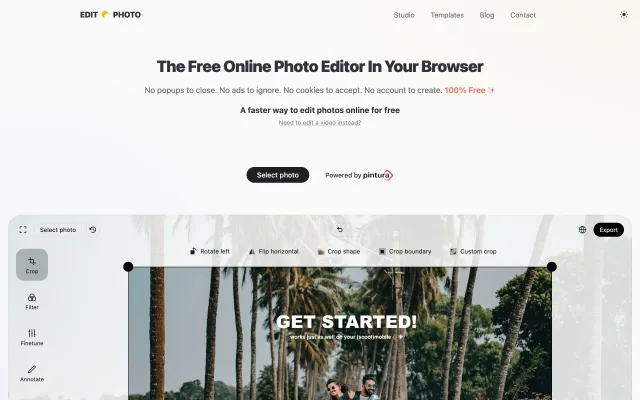 EDIT PHOTO
Studio Templates Blog Contact
The Free Online Photo Editor In Your Browser
No popups to close. No ads to ignore. No cookies to accept. No account to create. 100% Free
A faster way to edit photos online for free
Need to edit a video instead?
Select photo Powered by pintura
Select photo Export
Rotate left Flip horizontal Crop shape Crop boundary Custom crop
Crop
Filter
Finetune
Annotate
GET STARTED!
works just as well on your